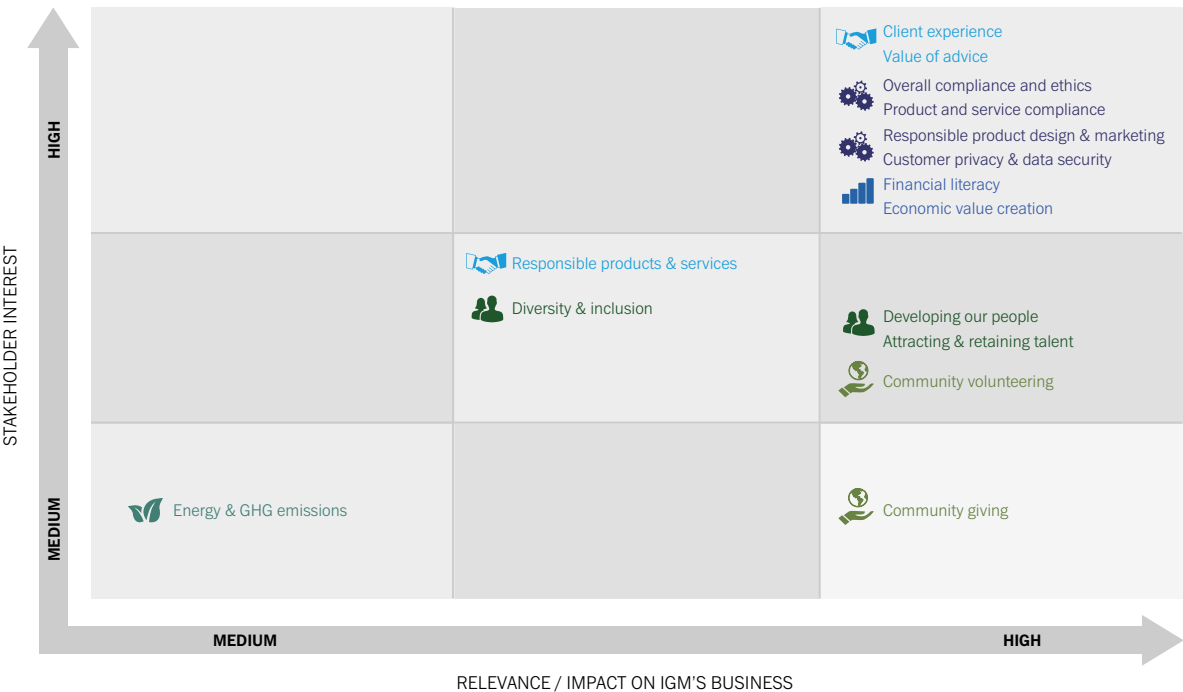 STAKEHOLDER INTEREST
HIGH
MEDIUM
Client experience
Value of advice
Overall compliance and ethics
Product and service compliance
Responsible product design & marketing
Customer privacy & data security
Financial literacy
Economic value creation
Responsible products & services
Diversity & inclusion
Developing our people
Attracting & retaining talent
Community volunteering
Energy & GHG emissions
Community giving
MEDIUM
HIGH
RELEVANCE / IMPACT ON IGM'S BUSINESS